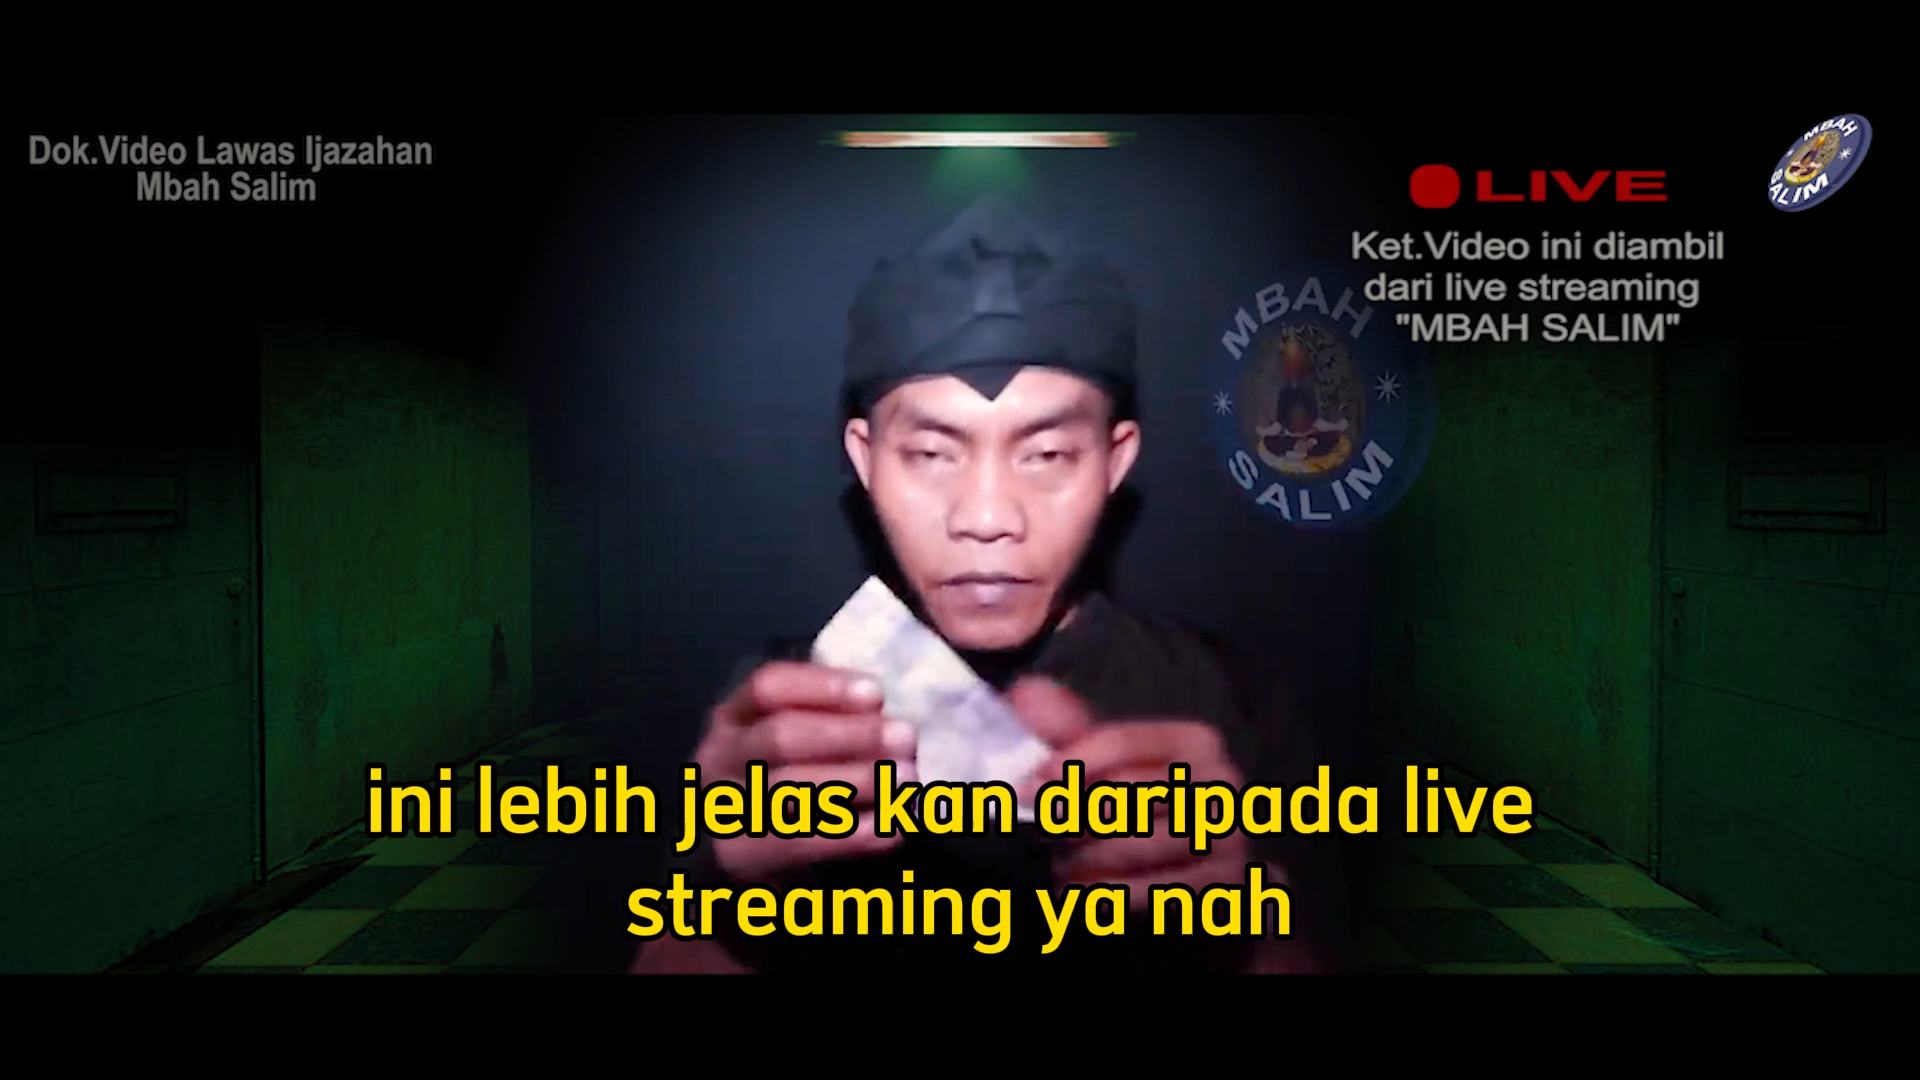 Dok.Video Lawas Ijazahan
Mbah Salim
LIVE
MBAH
SALIM
Ket.Video ini diambil
dari live streaming
"MBAH SALIM"
MBAH
SALIM
ini lebih jelas kan daripada live
streaming ya nah